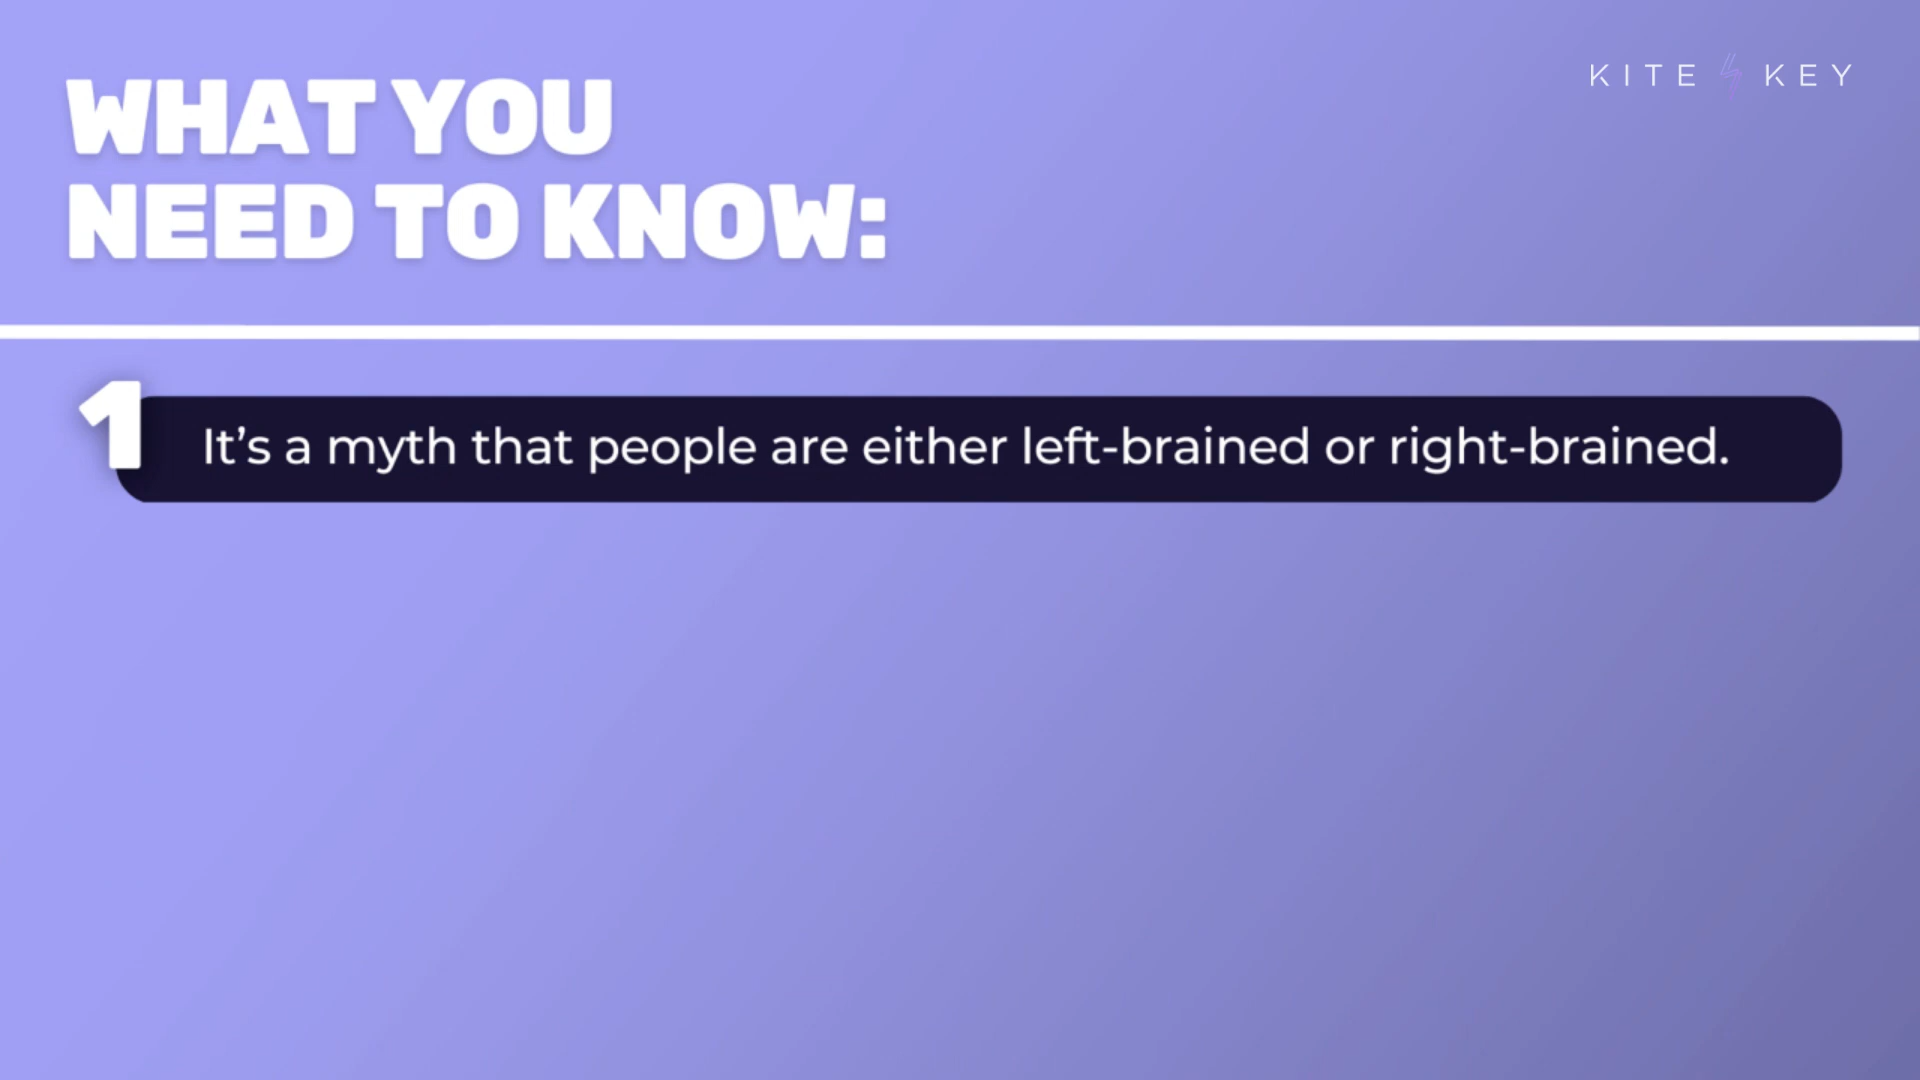 WHAT YOU
KITE KEY
NEED TO KNOW:
1
It’s a myth that people are either left-brained or right-brained.